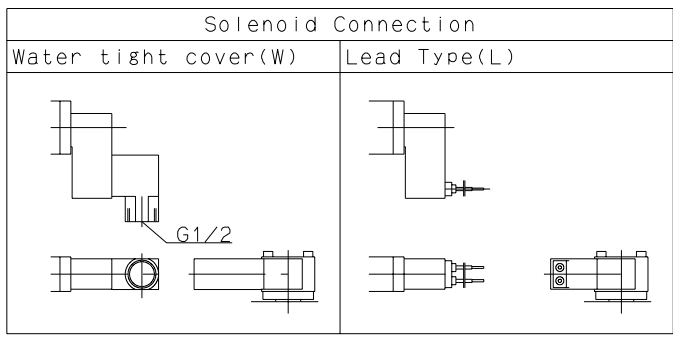 Solenoid Connection
Water tight cover(W)
Lead Type(L)
G1/2